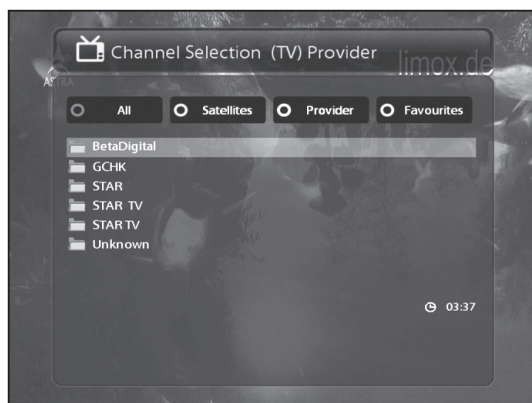 Channel Selection (TV) Provider
limox.de
ASTRA
All Satellites Provider Favourites
BetaDigital
GCHK
STAR
STAR TV
STAR TV
Unknown
03:37